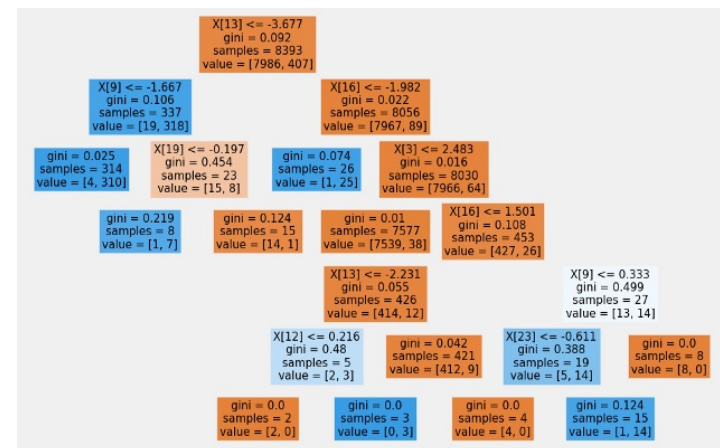 X[13] <= -3.677
gini = 0.092
samples = 8393
value = [7986, 407]
X[9] <= -1.667
gini = 0.106
samples = 337
value = [19, 318]
X[16] <= -1.982
gini = 0.022
samples = 8056
value = [7967, 89]
gini = 0.025
samples = 314
value = [4, 310]
X[19] <= -0.197
gini = 0.454
samples = 23
value = [15, 8]
gini = 0.074
samples = 26
value = [1, 25]
X[3] <= 2.483
gini = 0.016
samples = 8030
value = [7966, 64]
gini = 0.219
samples = 8
value = [1, 7]
gini = 0.124
samples = 15
value = [14, 1]
gini = 0.01
samples = 7577
value = [7539, 38]
X[16] <= 1.501
gini = 0.108
samples = 453
value = [427, 26]
X[13] <= -2.231
gini = 0.055
samples = 426
value = [414, 12]
X[9] <= 0.333
gini = 0.499
samples = 27
value = [13, 14]
X[12] <= 0.216
gini = 0.48
samples = 5
value = [2, 3]
gini = 0.042
samples = 421
value = [412, 9]
X[23] <= -0.611
gini = 0.388
samples = 19
value = [5, 14]
gini = 0.0
samples = 8
value = [8, 0]
gini = 0.0
samples = 2
value = [2, 0]
gini = 0.0
samples = 3
value = [0, 3]
gini = 0.0
samples = 4
value = [4, 0]
gini = 0.124
samples = 15
value = [1, 14]